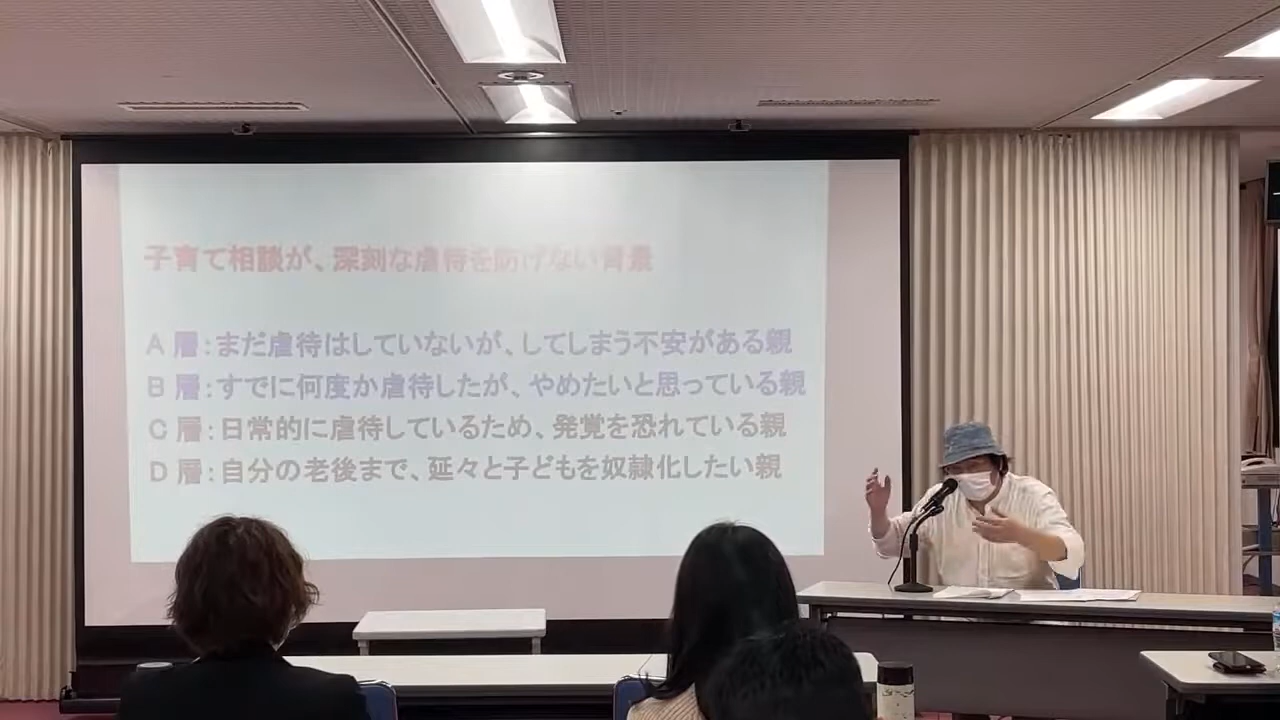 子育て相談が、深刻な虐待を防げない背景
A 層：まだ虐待はしていないが、してしまう不安がある親
B 層：すでに何度か虐待したが、やめたいと思っている親
C 層：日常的に虐待しているため、発覚を恐れている親
D 層：自分の老後まで、延々と子どもを奴隷化したい親